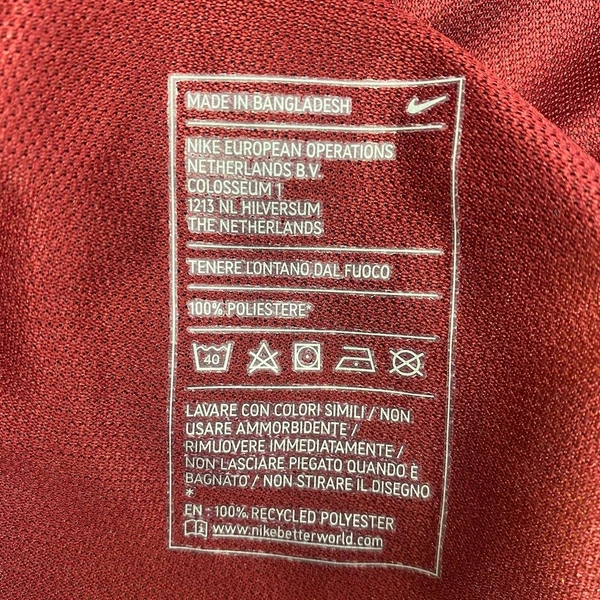 MADE IN BANGLADESH
NIKE EUROPEAN OPERATIONS
NETHERLANDS B.V.
COLOSSEUM 1
1213 NL HILVERSUM
THE NETHERLANDS
TENERE LONTANO DAL FUOCO
100% POLIESTERE*
40
LAVARE CON COLORI SIMILI / NON
USARE AMMORBIDENTE /
RIMUOVERE IMMEDIATAMENTE /
NON LASCIARE PIEGATO QUANDO È
BAGNATO / NON STIRARE IL DISEGNO
*
EN - 100% RECYCLED POLYESTER
www.nikebetterworld.com